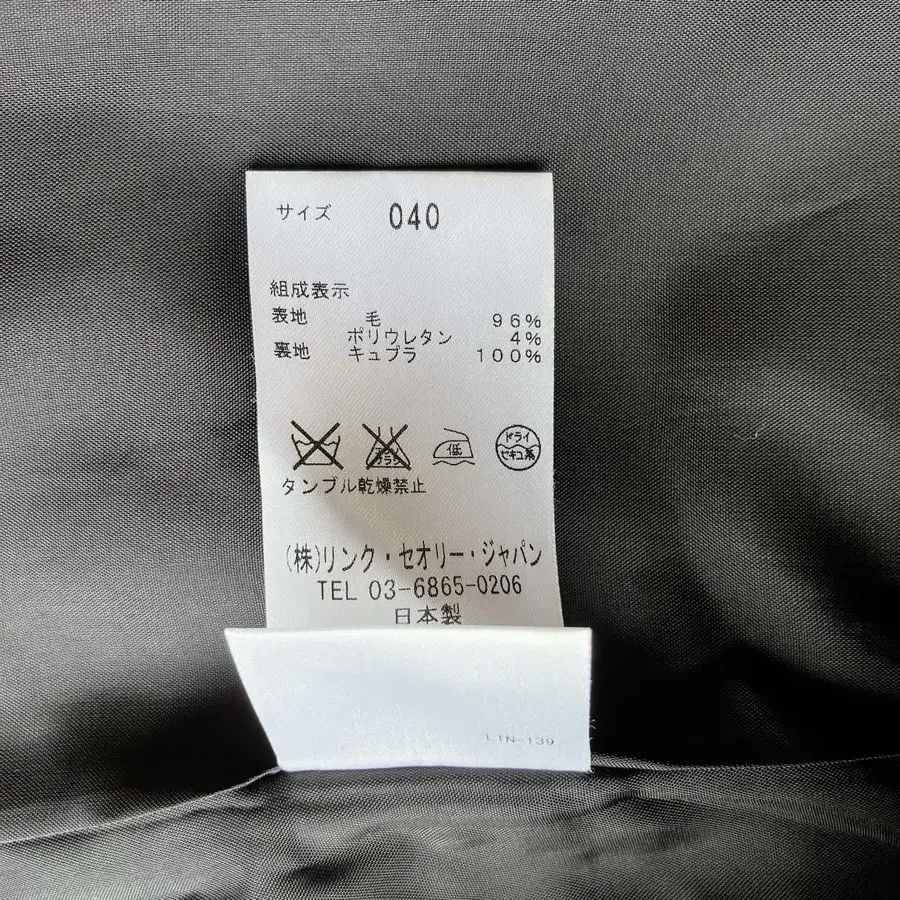 サイズ 040
組成表示
表地 毛 96%
ポリウレタン 4%
裏地 キュプラ 100%
低
ドライ
セキユ系
タンブル乾燥禁止
(株)リンク・セオリー・ジャパン
TEL 03-6865-0206
日本製
LIN-139